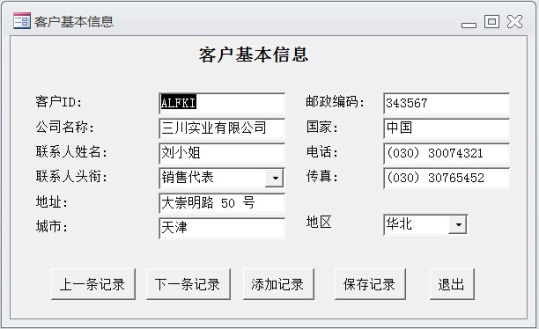 客户基本信息
客户基本信息
客户ID: ALFKI 邮政编码: 343567
公司名称: 三川实业有限公司 国家: 中国
联系人姓名: 刘小姐 电话: (030) 30074321
联系人头衔: 销售代表 传真: (030) 30765452
地址: 大崇明路 50 号
城市: 天津 地区 华北
上一条记录 下一条记录 添加记录 保存记录 退出